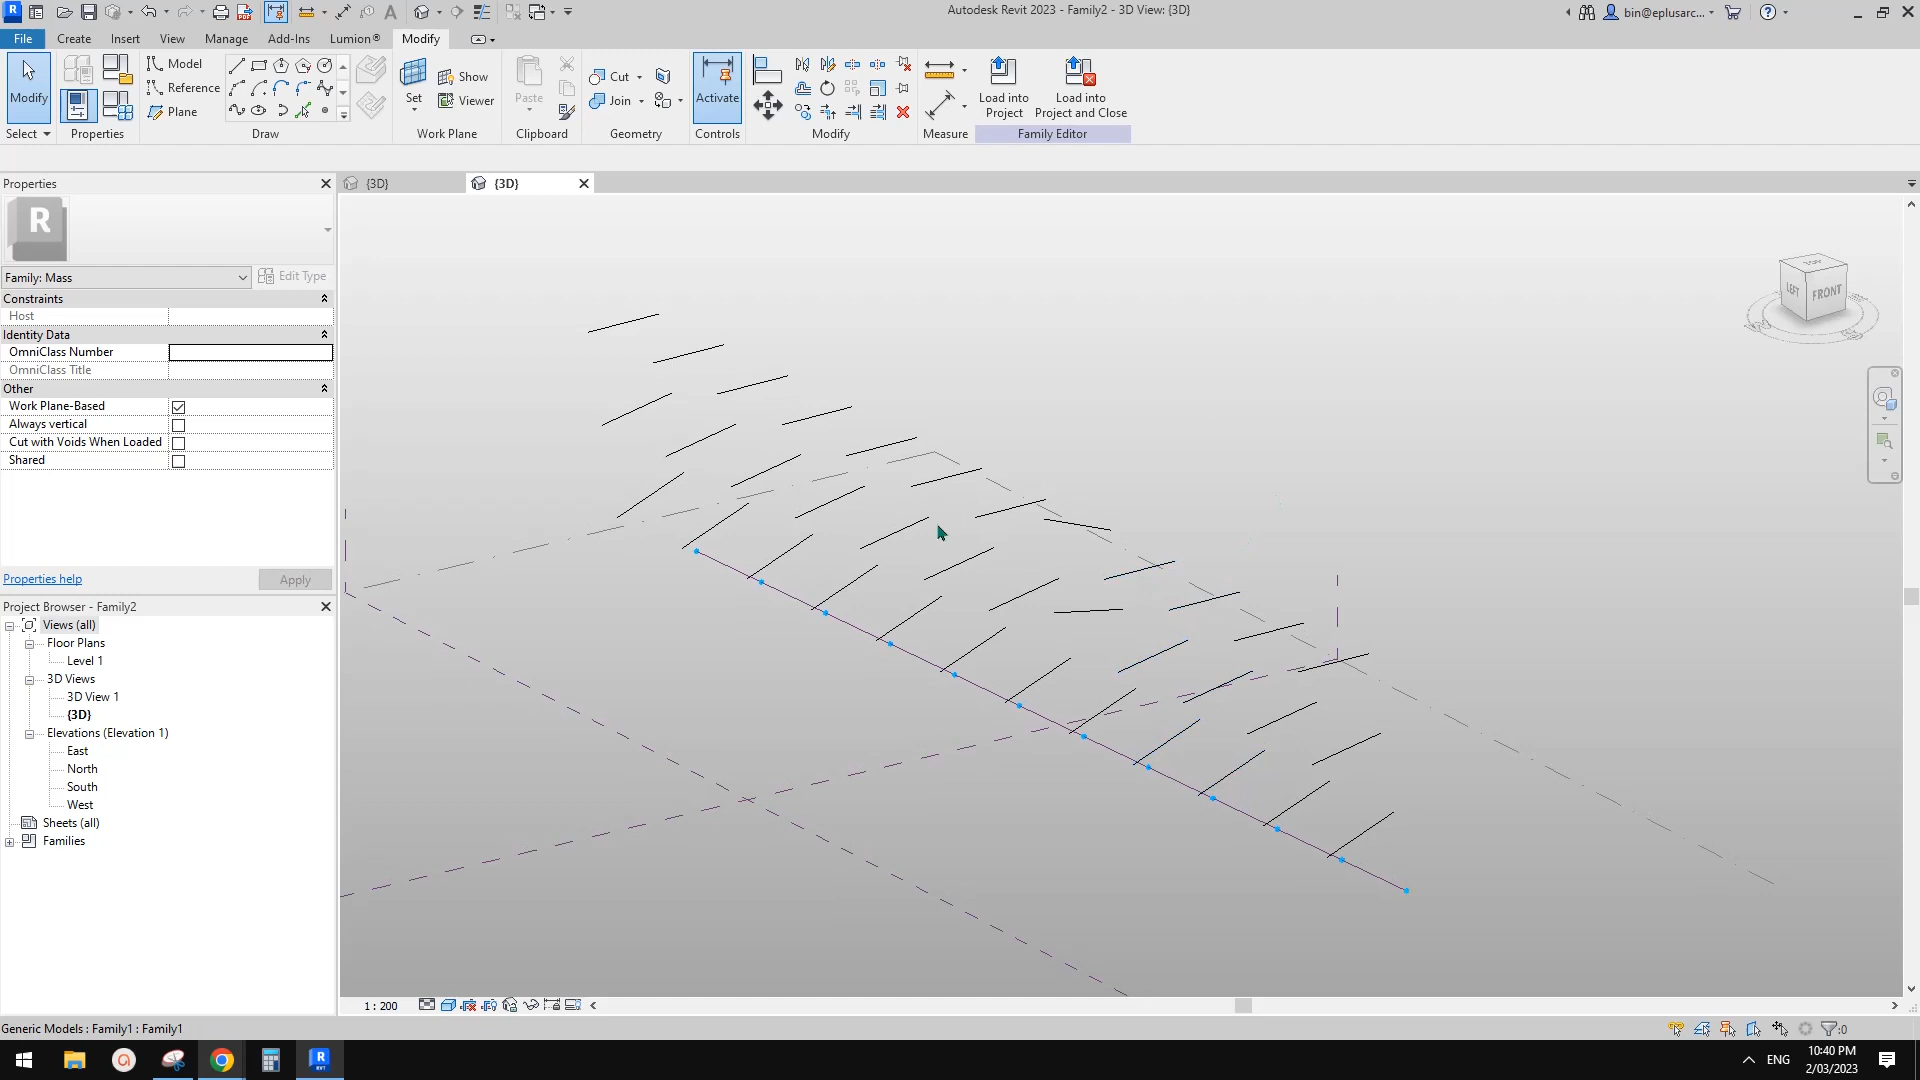 Autodesk Revit 2023 - Family2 - 3D View: {3D}
bin@eplusarc...
File Create Insert View Manage Add-Ins Lumion® Modify
Modify
Select
Properties
Model
Reference
Plane
Draw
Set
Show
Viewer
Work Plane
Paste
Clipboard
Cut
Join
Geometry
Activate
Controls
Modify
Measure
Load into
Project
Load into
Project and Close
Family Editor
Properties
{3D}
{3D}
R
Family: Mass
Edit Type
Constraints
Host
Identity Data
OmniClass Number
OmniClass Title
Other
Work Plane-Based
Always vertical
Cut with Voids When Loaded
Shared
Properties help
Apply
Project Browser - Family2
Views (all)
Floor Plans
Level 1
3D Views
3D View 1
{3D}
Elevations (Elevation 1)
East
North
South
West
Sheets (all)
Families
TOP
LEFT
FRONT
1 : 200
Generic Models : Family1 : Family1
:0
ENG
10:40 PM
2/03/2023